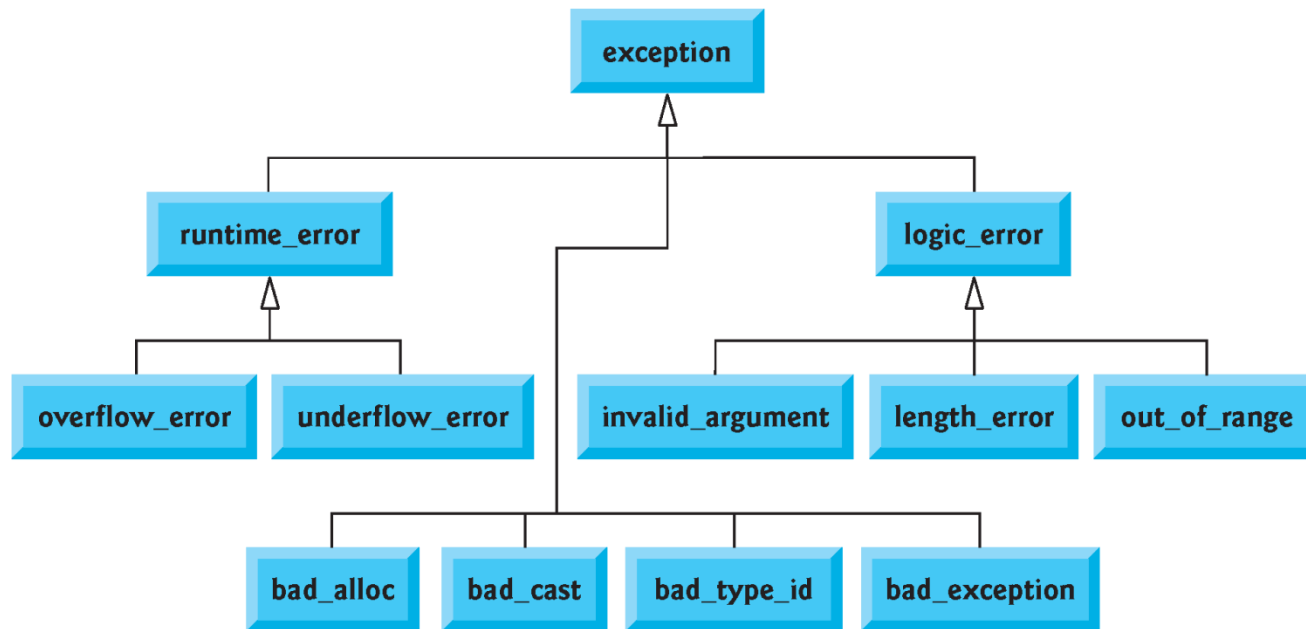 exception
runtime_error
logic_error
overflow_error
underflow_error
invalid_argument
length_error
out_of_range
bad_alloc
bad_cast
bad_type_id
bad_exception